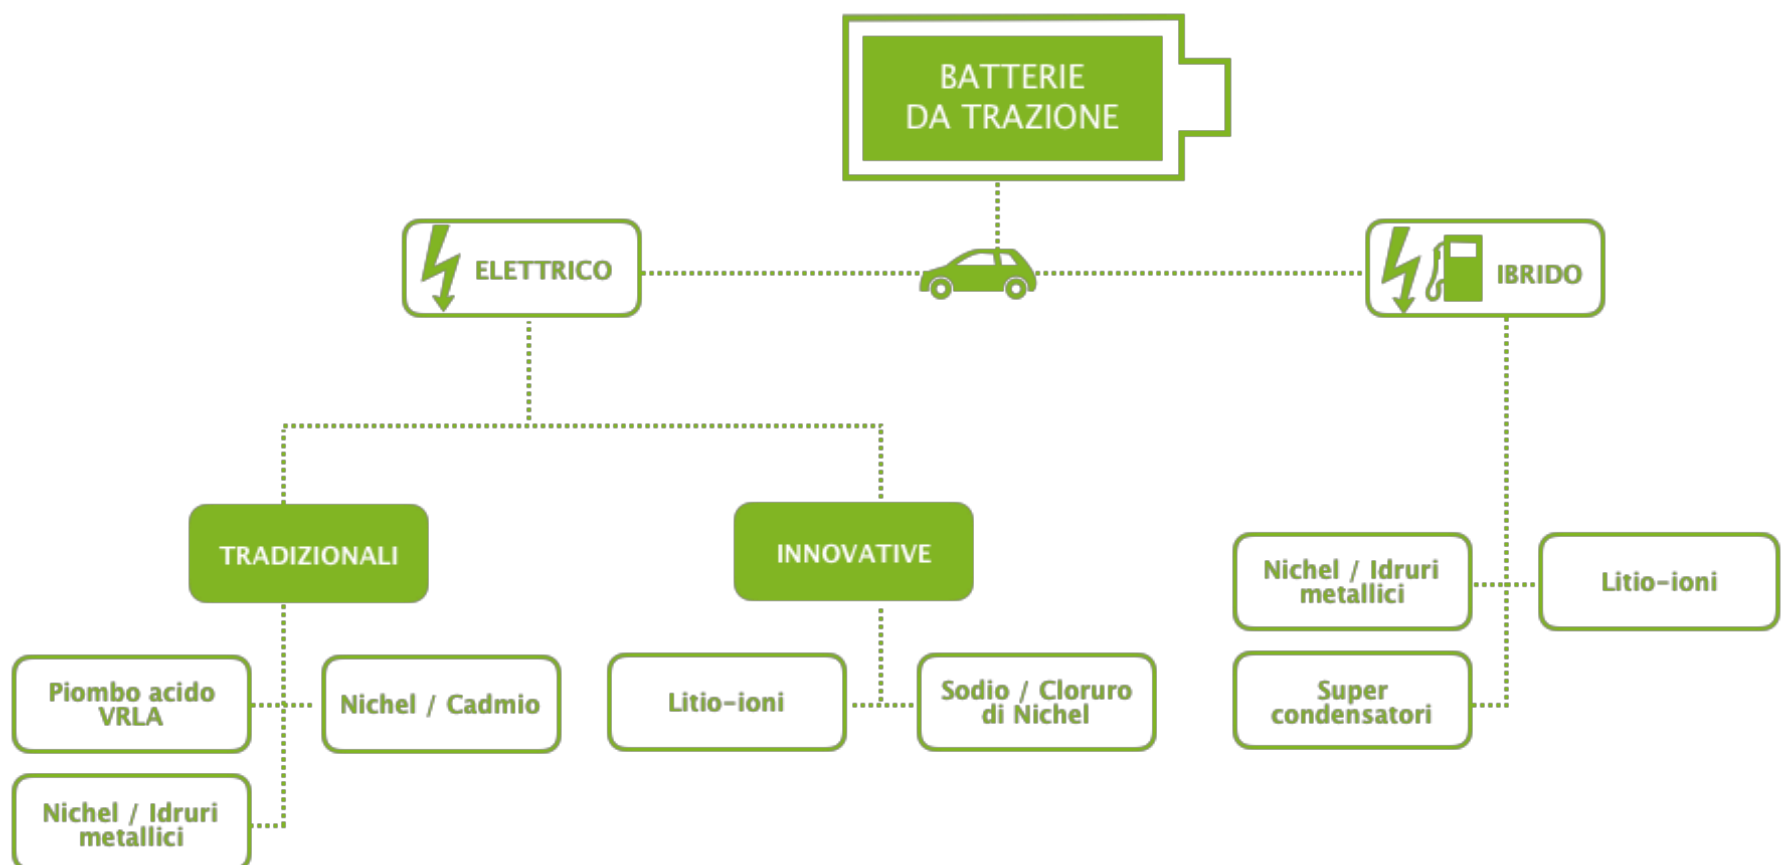 BATTERIE
DA TRAZIONE
ELETTRICO
IBRIDO
TRADIZIONALI
INNOVATIVE
Nichel / Idruri
metallici
Litio-ioni
Piombo acido
VRLA
Nichel / Cadmio
Litio-ioni
Sodio / Cloruro
di Nichel
Super
condensatori
Nichel / Idruri
metallici